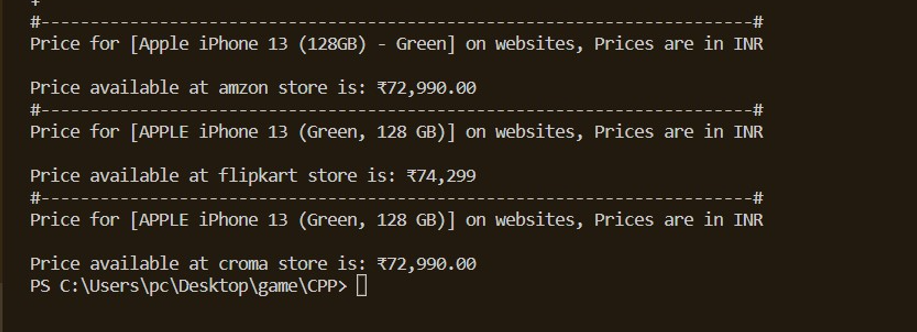 #-----------------------------------------------------------------------#
Price for [Apple iPhone 13 (128GB) - Green] on websites, Prices are in INR
Price available at amzon store is: ₹72,990.00
#-----------------------------------------------------------------------#
Price for [APPLE iPhone 13 (Green, 128 GB)] on websites, Prices are in INR
Price available at flipkart store is: ₹74,299
#-----------------------------------------------------------------------#
Price for [APPLE iPhone 13 (Green, 128 GB)] on websites, Prices are in INR
Price available at croma store is: ₹72,990.00
PS C:\Users\pc\Desktop\game\CPP>